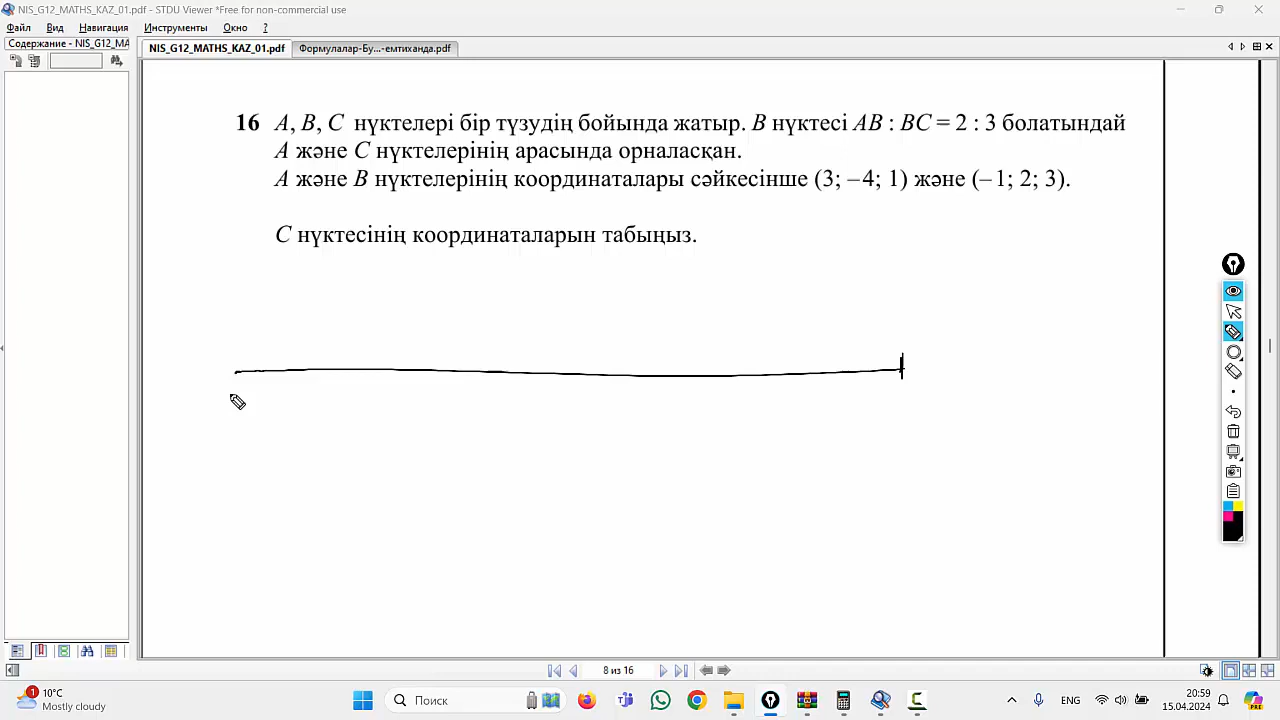 NIS_G12_MATHS_KAZ_01.pdf - STDU Viewer *Free for non-commercial use
Файл Вид Навигация Инструменты Окно ?
Содержание - NIS_G12_MA
NIS_G12_MATHS_KAZ_01.pdf Формулалар-Бу...-емтиханда.pdf
16 A, B, C нүктелері бір түзудің бойында жатыр. B нүктесі AB : BC = 2 : 3 болатындай
A және C нүктелерінің арасында орналасқан.
A және B нүктелерінің координаталары сәйкесінше (3; –4; 1) және (–1; 2; 3).
C нүктесінің координаталарын табыңыз.
8 из 16
1
10°C
Mostly cloudy
Поиск
ENG
20:59
15.04.2024
PRE